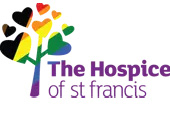 The Hospice
of st francis